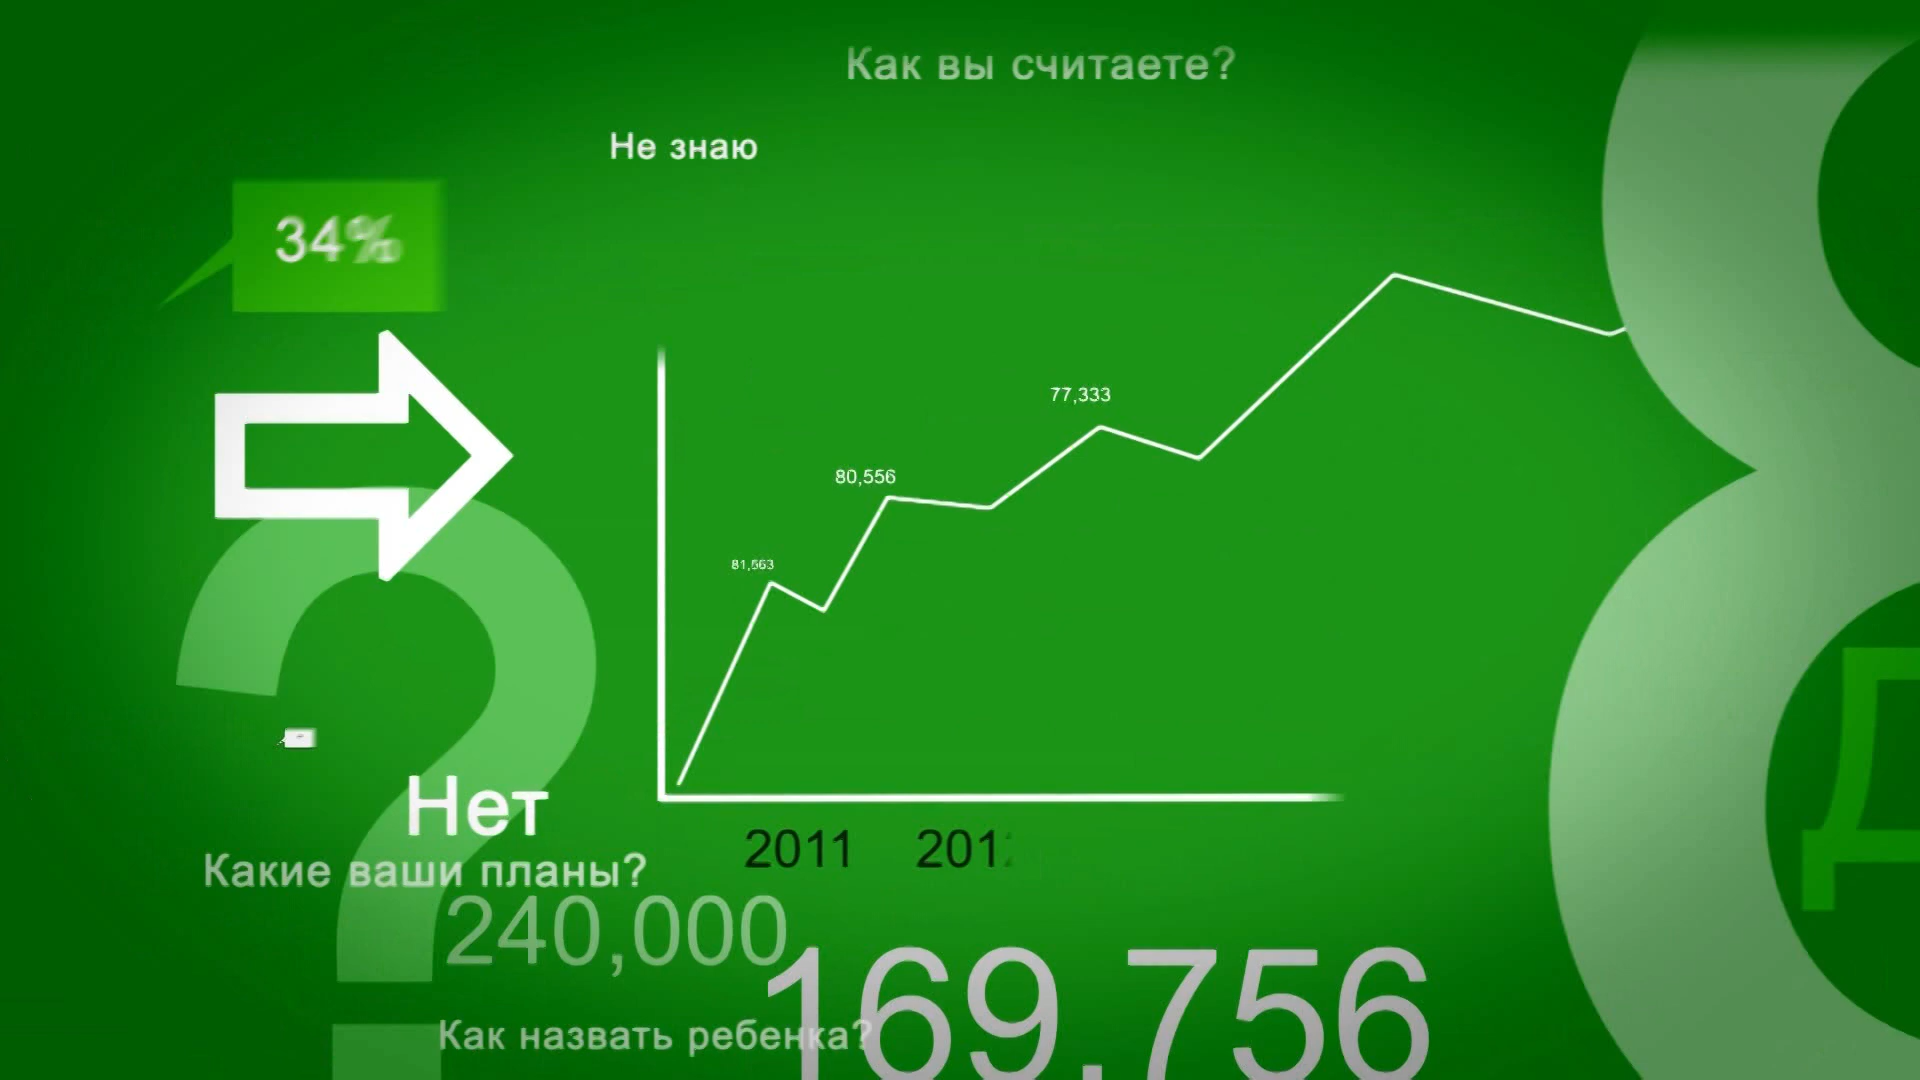 Как вы считаете?
Не знаю
34%
77,333
80,556
81,563
Нет
2011
Какие ваши планы?
240,000
169,756
Как назвать ребенка?